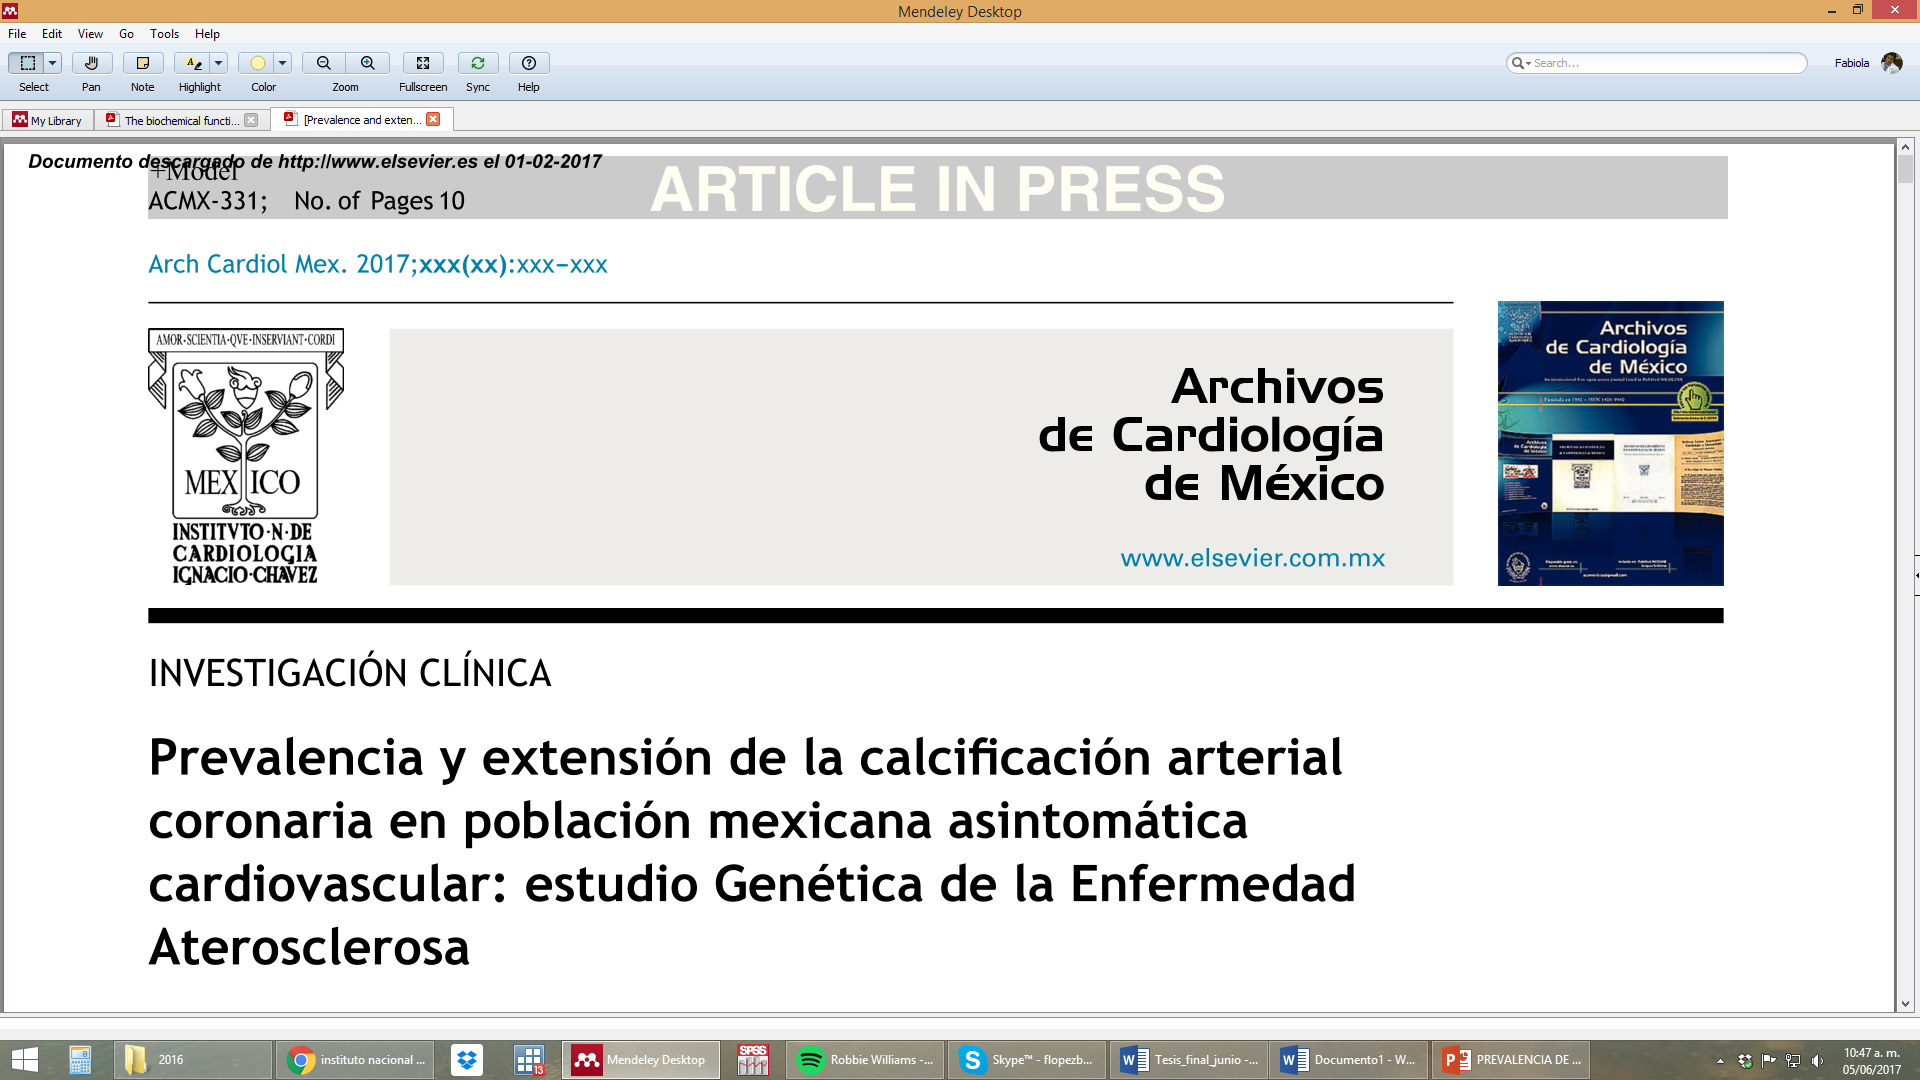 Mendeley Desktop
File Edit View Go Tools Help
Select Pan Note Highlight Color Zoom Fullscreen Sync Help
Search...
Fabiola
My Library
The biochemical functi...
[Prevalence and exten...
Documento descargado de http://www.elsevier.es el 01-02-2017
+Model
ACMX-331; No. of Pages 10
ARTICLE IN PRESS
Arch Cardiol Mex. 2017;xxx(xx):xxx-xxx
AMOR·SCIENTIA·QVE·INSERVIANT·CORDI
MEXICO
INSTITVTO·N·DE
CARDIOLOGIA
IGNACIO·CHAVEZ
Archivos
de Cardiología
de México
www.elsevier.com.mx
Archivos
de Cardiología
de México
INVESTIGACIÓN CLÍNICA
Prevalencia y extensión de la calcificación arterial
coronaria en población mexicana asintomática
cardiovascular: estudio Genética de la Enfermedad
Aterosclerosa
2016
instituto nacional ...
13
Mendeley Desktop
SPSS
Robbie Williams -...
Skype™ - flopezb...
Tesis_final_junio -...
Documento1 - W...
PREVALENCIA DE ...
10:47 a. m.
05/06/2017